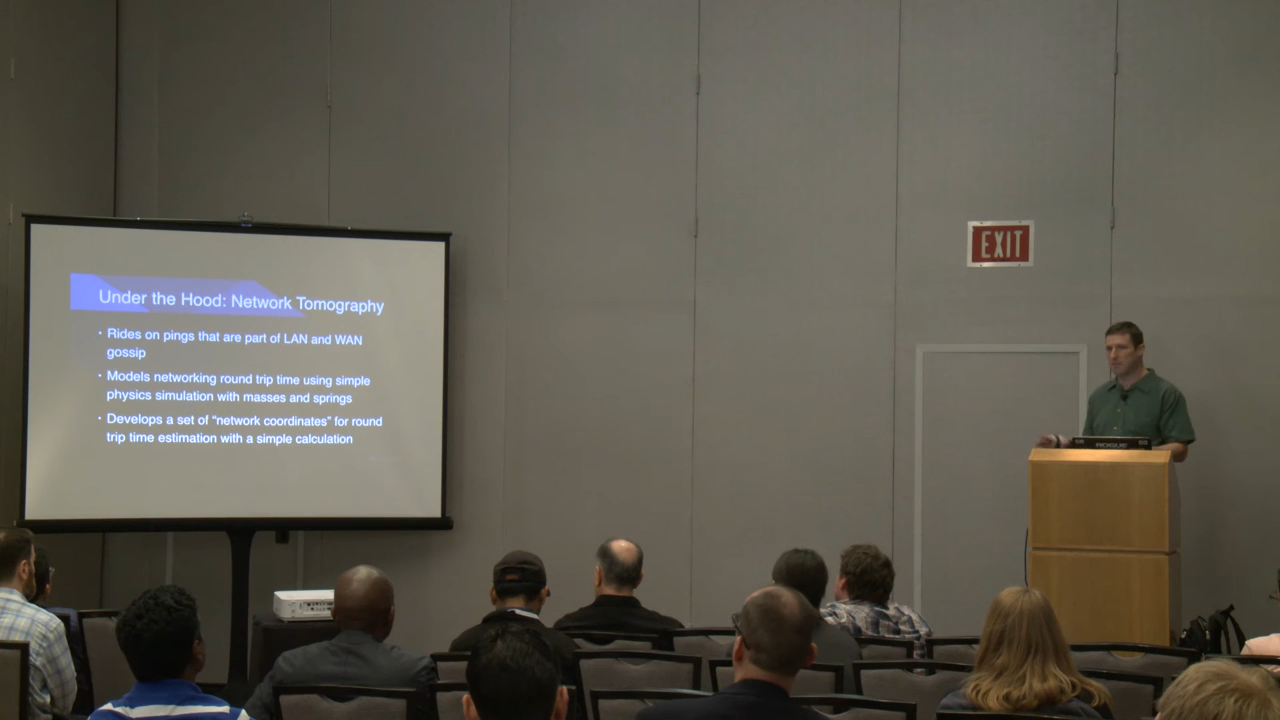 Under the Hood: Network Tomography
· Rides on pings that are part of LAN and WAN
gossip
· Models networking round trip time using simple
physics simulation with masses and springs
· Develops a set of “network coordinates” for round
trip time estimation with a simple calculation
EXIT